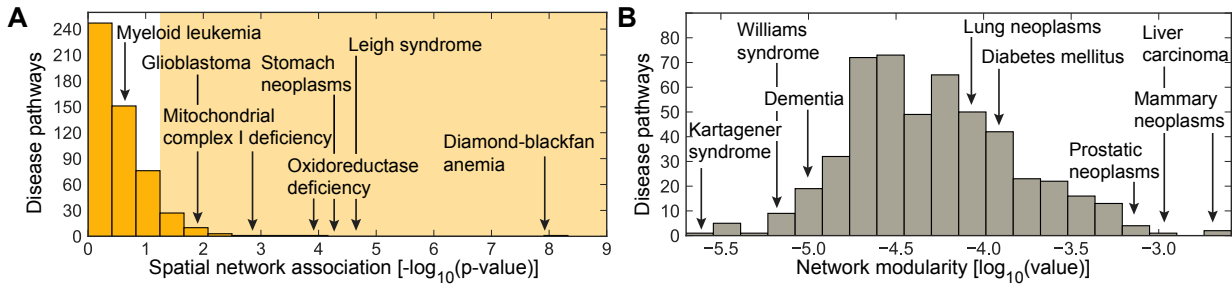 A
240
210
180
150
120
90
60
30
0
Disease pathways
Myeloid leukemia
Glioblastoma
Mitochondrial
complex I deficiency
Stomach
neoplasms
Leigh syndrome
Oxidoreductase
deficiency
Diamond-blackfan
anemia
0 1 2 3 4 5 6 7 8 9
Spatial network association [-log10(p-value)]
B
80
70
60
50
40
30
20
10
0
Disease pathways
Kartagener
syndrome
Williams
syndrome
Dementia
Lung neoplasms
Diabetes mellitus
Prostatic
neoplasms
Liver
carcinoma
Mammary
neoplasms
−5.5 −5.0 −4.5 −4.0 −3.5 −3.0
Network modularity [log10(value)]